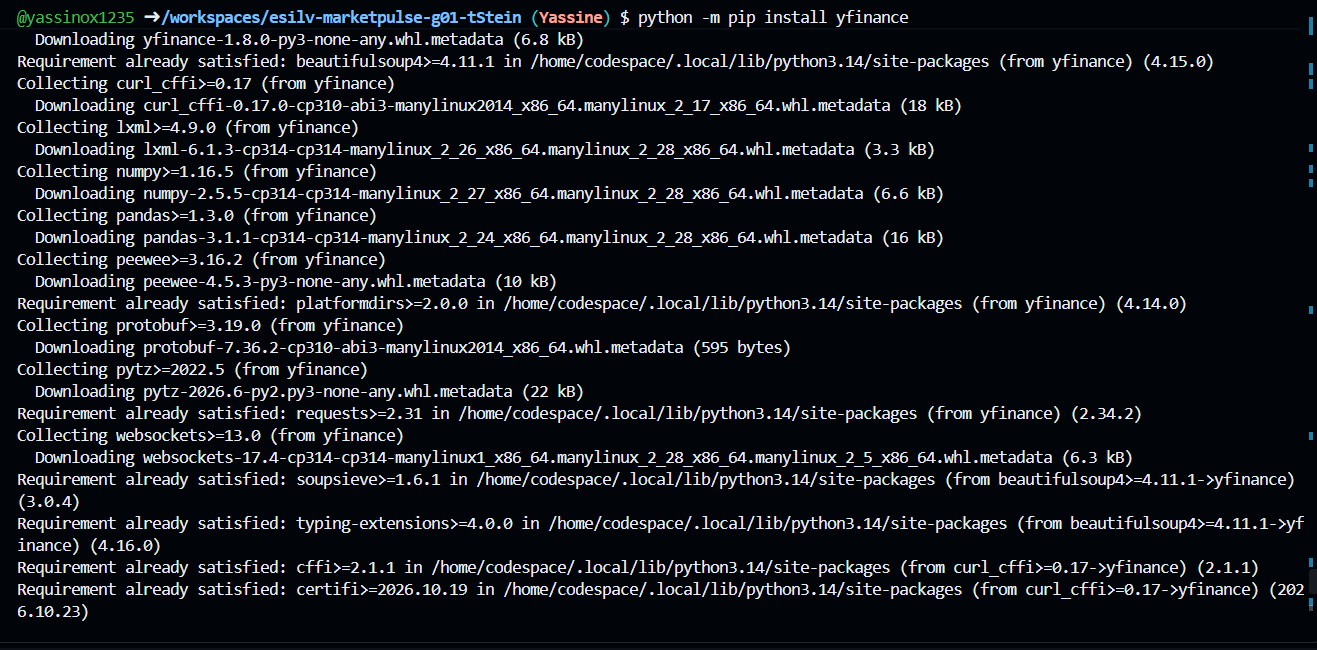 @yassinox1235 ➜/workspaces/esilv-marketpulse-g01-tStein (Yassine) $ python -m pip install yfinance
  Downloading yfinance-1.8.0-py3-none-any.whl.metadata (6.8 kB)
Requirement already satisfied: beautifulsoup4>=4.11.1 in /home/codespace/.local/lib/python3.14/site-packages (from yfinance) (4.15.0)
Collecting curl_cffi>=0.17 (from yfinance)
  Downloading curl_cffi-0.17.0-cp310-abi3-manylinux2014_x86_64.manylinux_2_17_x86_64.whl.metadata (18 kB)
Collecting lxml>=4.9.0 (from yfinance)
  Downloading lxml-6.1.3-cp314-cp314-manylinux_2_26_x86_64.manylinux_2_28_x86_64.whl.metadata (3.3 kB)
Collecting numpy>=1.16.5 (from yfinance)
  Downloading numpy-2.5.5-cp314-cp314-manylinux_2_27_x86_64.manylinux_2_28_x86_64.whl.metadata (6.6 kB)
Collecting pandas>=1.3.0 (from yfinance)
  Downloading pandas-3.1.1-cp314-cp314-manylinux_2_24_x86_64.manylinux_2_28_x86_64.whl.metadata (16 kB)
Collecting peewee>=3.16.2 (from yfinance)
  Downloading peewee-4.5.3-py3-none-any.whl.metadata (10 kB)
Requirement already satisfied: platformdirs>=2.0.0 in /home/codespace/.local/lib/python3.14/site-packages (from yfinance) (4.14.0)
Collecting protobuf>=3.19.0 (from yfinance)
  Downloading protobuf-7.36.2-cp310-abi3-manylinux2014_x86_64.whl.metadata (595 bytes)
Collecting pytz>=2022.5 (from yfinance)
  Downloading pytz-2026.6-py2.py3-none-any.whl.metadata (22 kB)
Requirement already satisfied: requests>=2.31 in /home/codespace/.local/lib/python3.14/site-packages (from yfinance) (2.34.2)
Collecting websockets>=13.0 (from yfinance)
  Downloading websockets-17.4-cp314-cp314-manylinux1_x86_64.manylinux_2_28_x86_64.manylinux_2_5_x86_64.whl.metadata (6.3 kB)
Requirement already satisfied: soupsieve>=1.6.1 in /home/codespace/.local/lib/python3.14/site-packages (from beautifulsoup4>=4.11.1->yfinance)
(3.0.4)
Requirement already satisfied: typing-extensions>=4.0.0 in /home/codespace/.local/lib/python3.14/site-packages (from beautifulsoup4>=4.11.1->yf
inance) (4.16.0)
Requirement already satisfied: cffi>=2.1.1 in /home/codespace/.local/lib/python3.14/site-packages (from curl_cffi>=0.17->yfinance) (2.1.1)
Requirement already satisfied: certifi>=2026.10.19 in /home/codespace/.local/lib/python3.14/site-packages (from curl_cffi>=0.17->yfinance) (202
6.10.23)